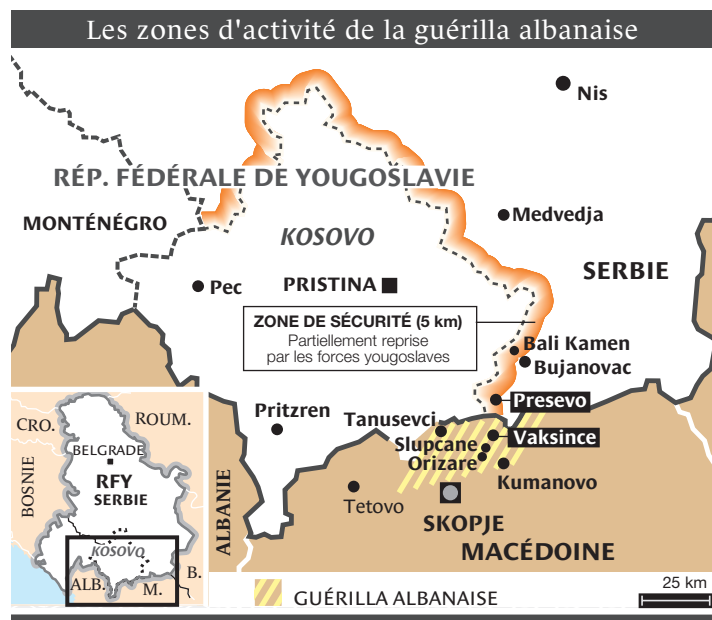 Les zones d'activité de la guérilla albanaise
Nis
RÉP. FÉDÉRALE DE YOUGOSLAVIE
MONTÉNÉGRO
Medvedja
KOSOVO
SERBIE
Pec
PRISTINA
ZONE DE SÉCURITÉ (5 km)
Partiellement reprise
par les forces yougoslaves
Bali Kamen
Bujanovac
Presevo
Pritzren
Tanusevci
Vaksince
Slupcane
Orizare
Kumanovo
Tetovo
SKOPJE
MACÉDOINE
ALBANIE
CRO.
ROUM.
BELGRADE
BOSNIE
RFY
SERBIE
KOSOVO
ALB.
M.
B.
GUÉRILLA ALBANAISE
25 km